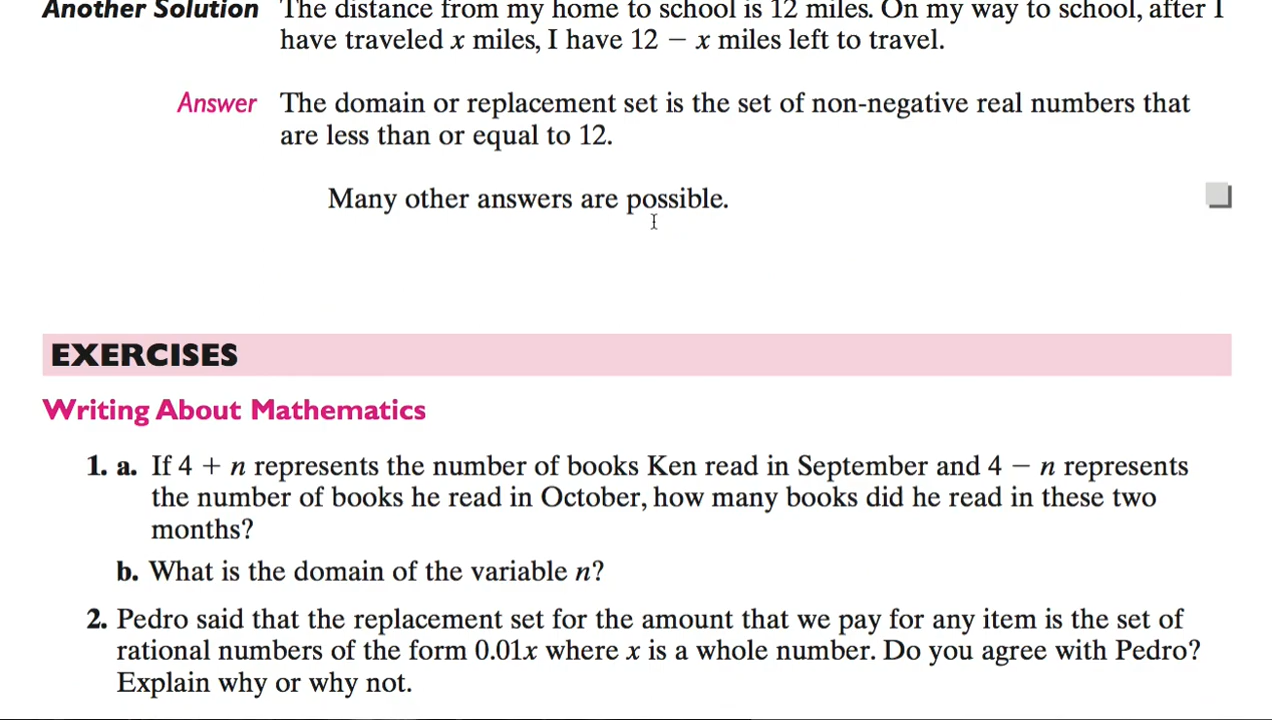 Another Solution The distance from my home to school is 12 miles. On my way to school, after I
have traveled x miles, I have 12 − x miles left to travel.
Answer The domain or replacement set is the set of non-negative real numbers that
are less than or equal to 12.
Many other answers are possible.
EXERCISES
Writing About Mathematics
1. a. If 4 + n represents the number of books Ken read in September and 4 − n represents
the number of books he read in October, how many books did he read in these two
months?
b. What is the domain of the variable n?
2. Pedro said that the replacement set for the amount that we pay for any item is the set of
rational numbers of the form 0.01x where x is a whole number. Do you agree with Pedro?
Explain why or why not.